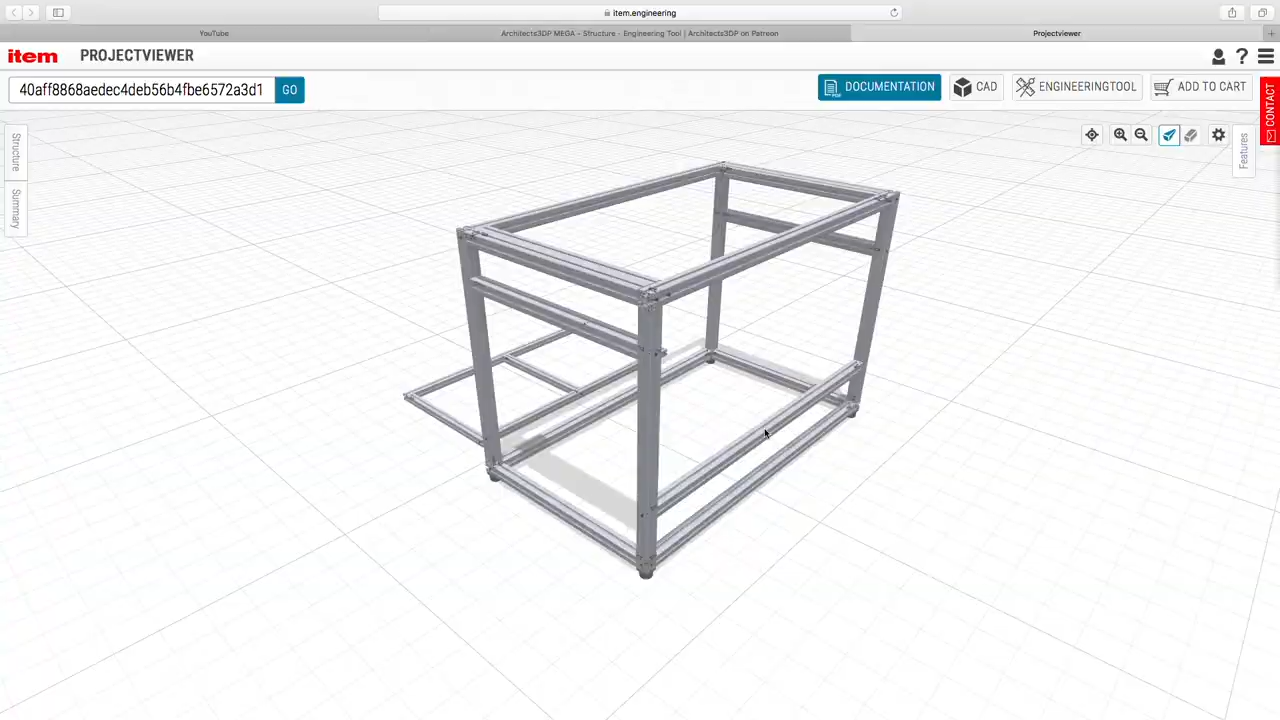 item.engineering
YouTube
Architects3DP MEGA - Structure - Engineering Tool | Architects3DP on Patreon
Projectviewer
item PROJECTVIEWER
40aff8868aedec4deb56b4fbe6572a3d1 GO
DOCUMENTATION
CAD
ENGINEERINGTOOL
ADD TO CART
CONTACT
Structure
Summary
Features